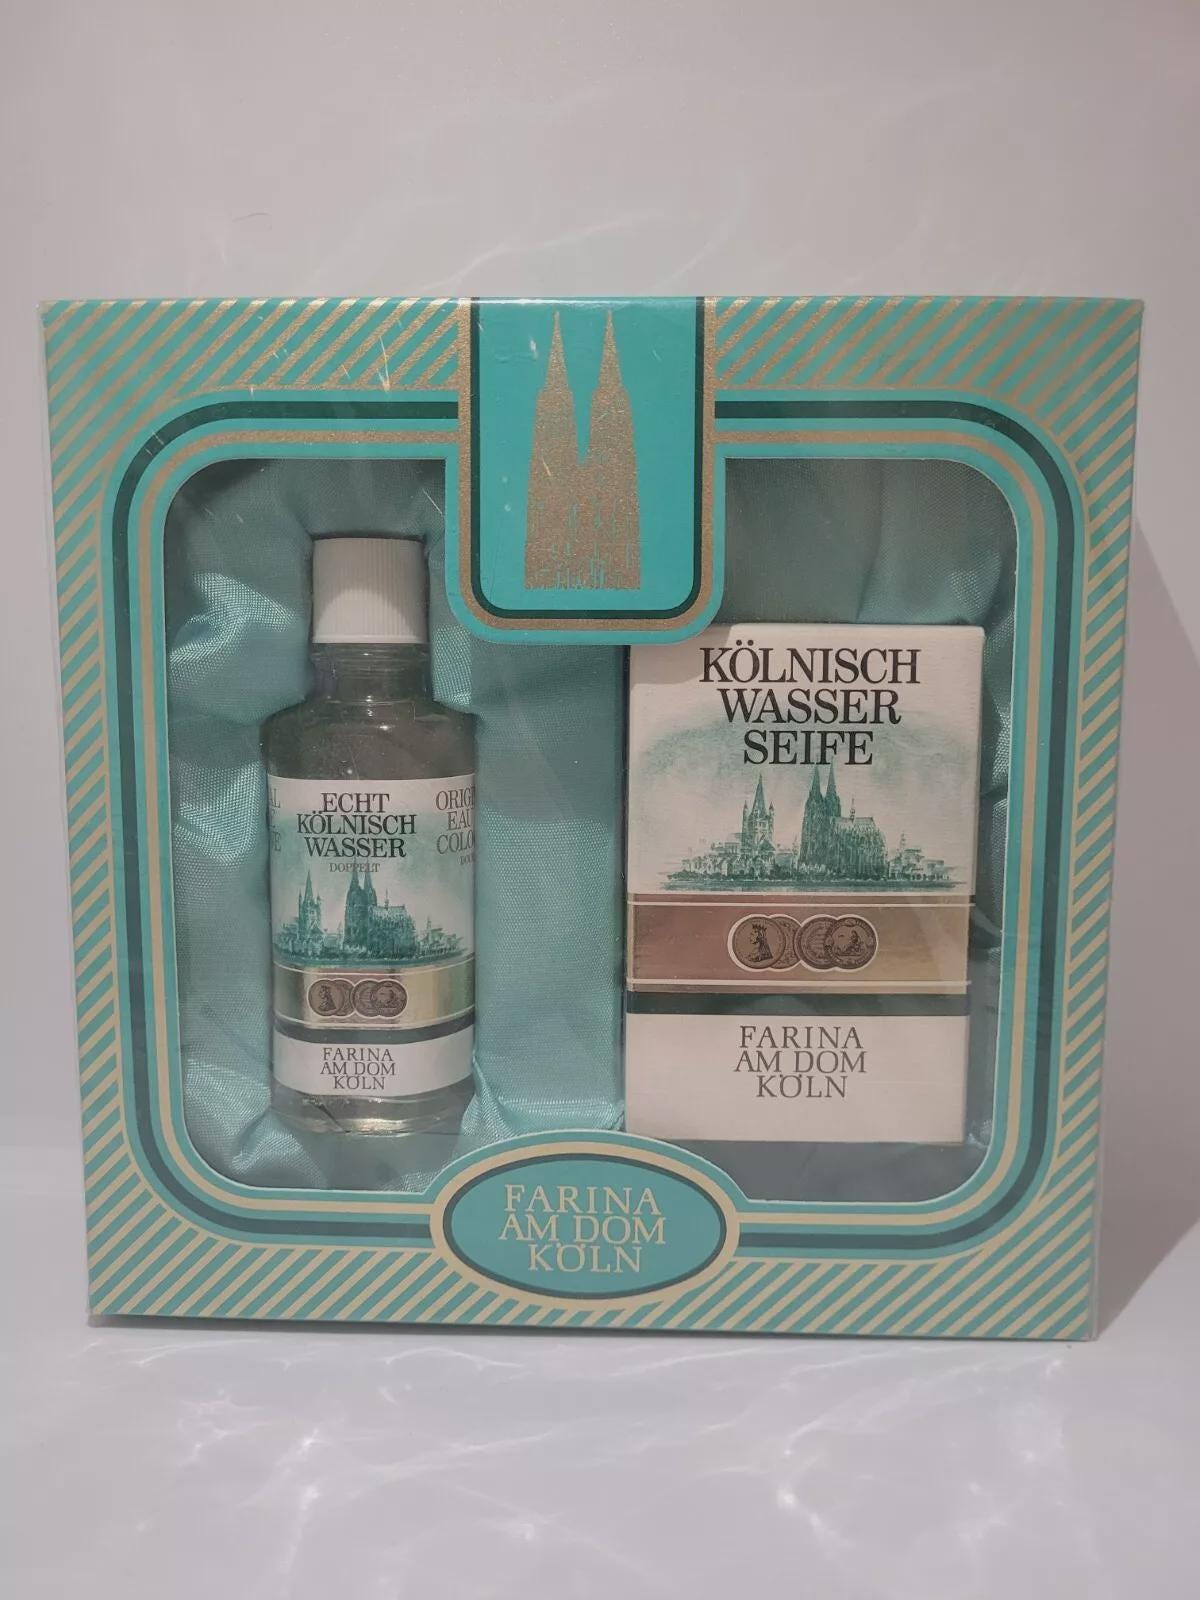 ECHT
KÖLNISCH
WASSER
DOPPELT
FARINA
AM DOM
KÖLN
KÖLNISCH
WASSER
SEIFE
FARINA
AM DOM
KÖLN
FARINA
AM DOM
KÖLN